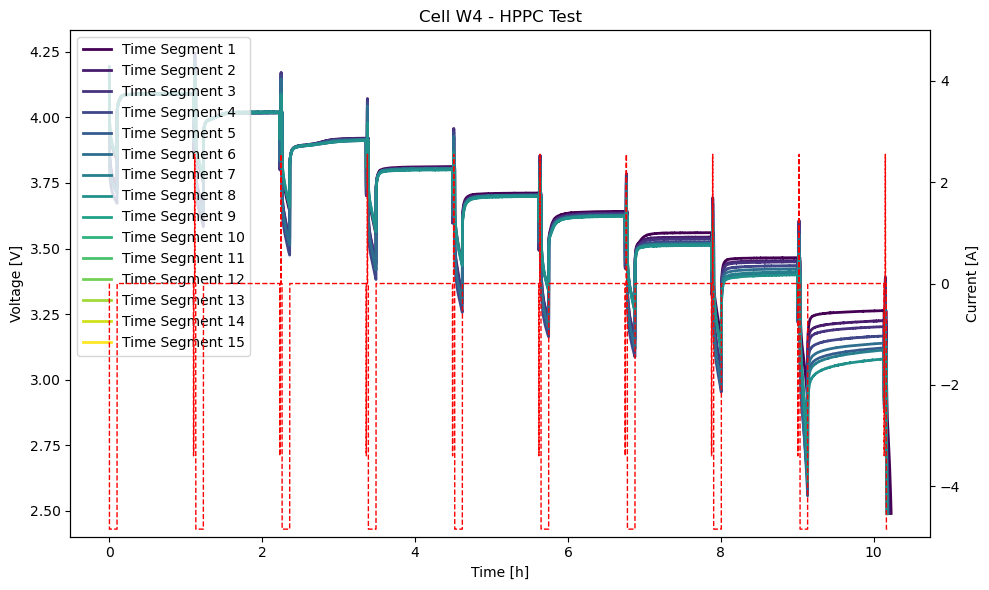 Cell W4 - HPPC Test
Time Segment 1
Time Segment 2
Time Segment 3
Time Segment 4
Time Segment 5
Time Segment 6
Time Segment 7
Time Segment 8
Time Segment 9
Time Segment 10
Time Segment 11
Time Segment 12
Time Segment 13
Time Segment 14
Time Segment 15
Voltage [V]
4.25
4.00
3.75
3.50
3.25
3.00
2.75
2.50
0
2
4
6
8
10
Time [h]
4
2
0
−2
−4
Current [A]